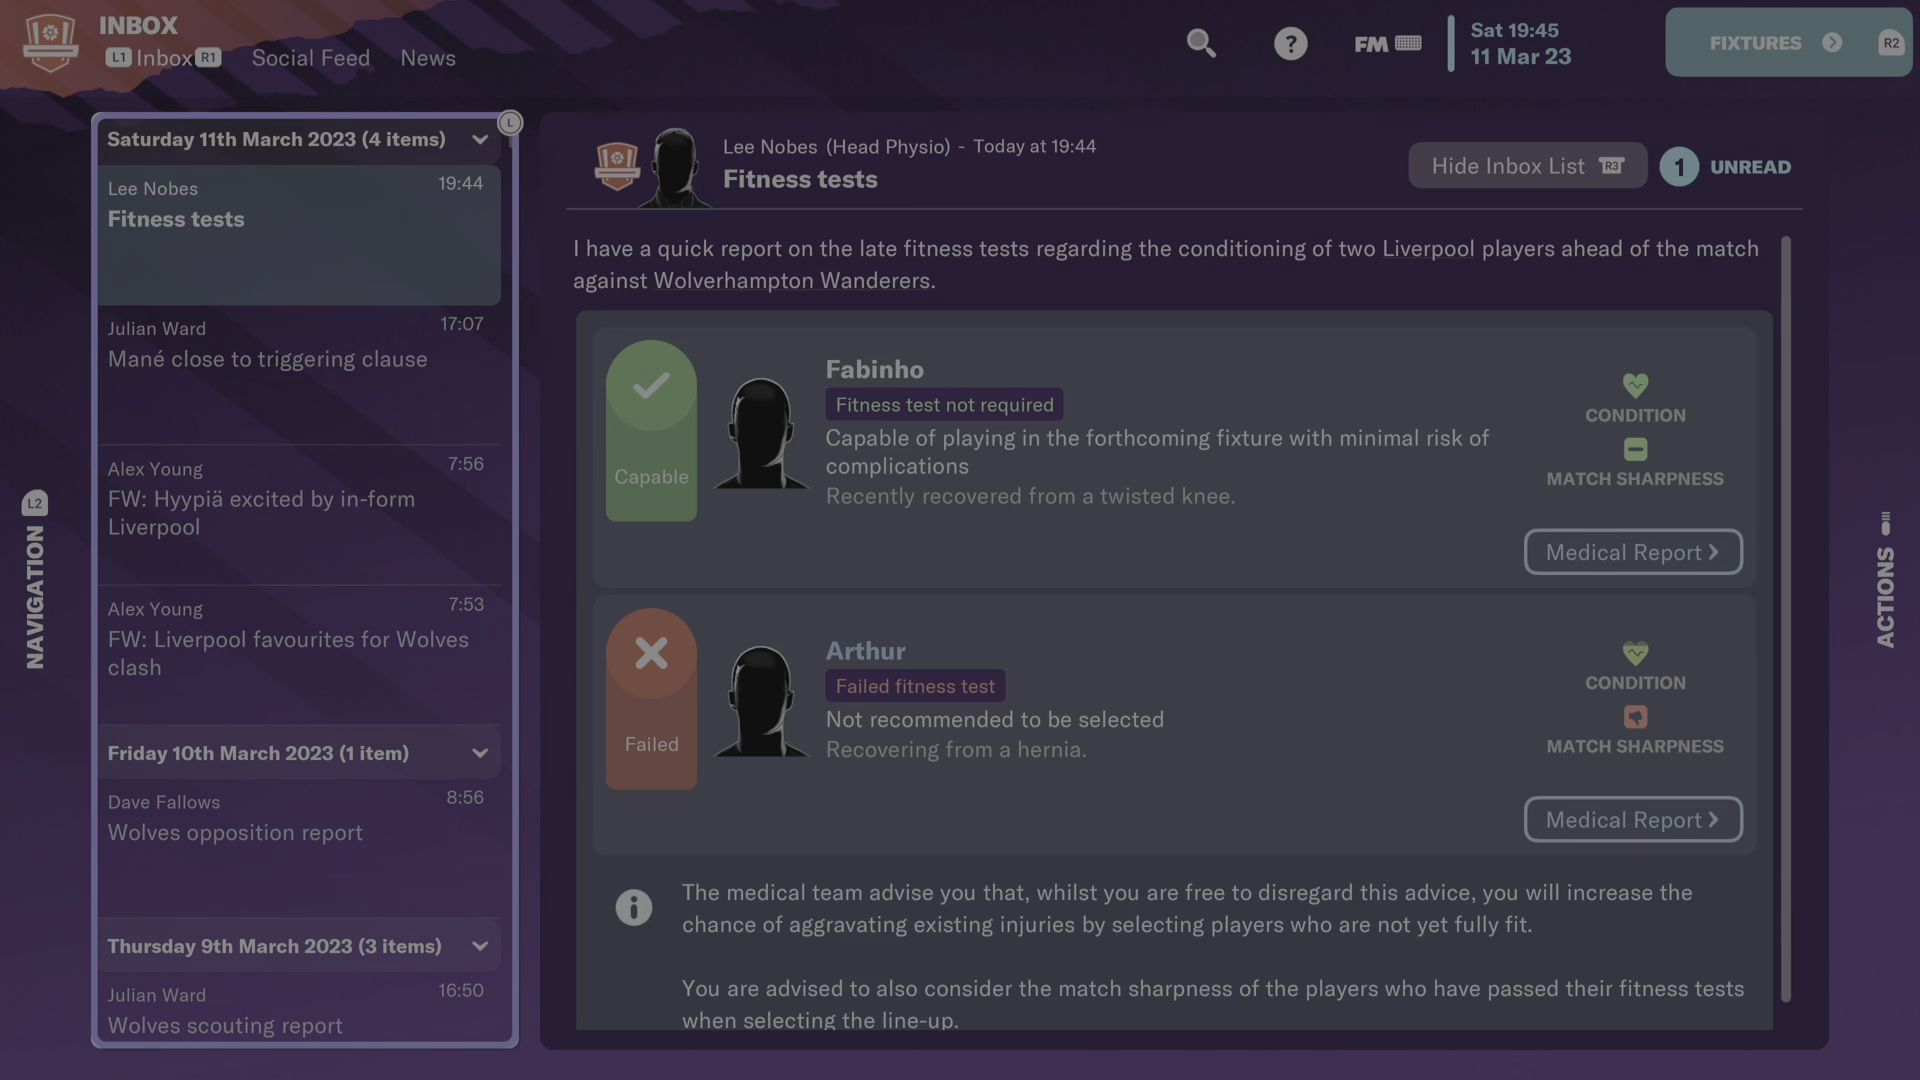 INBOX
L1 Inbox R1 Social Feed News
FM
Sat 19:45
11 Mar 23
FIXTURES R2
Saturday 11th March 2023 (4 items)
L
Lee Nobes 19:44
Fitness tests
Julian Ward 17:07
Mané close to triggering clause
Alex Young 7:56
FW: Hyypiä excited by in-form
Liverpool
Alex Young 7:53
FW: Liverpool favourites for Wolves
clash
Friday 10th March 2023 (1 item)
Dave Fallows 8:56
Wolves opposition report
Thursday 9th March 2023 (3 items)
Julian Ward 16:50
Wolves scouting report
L2
NAVIGATION
Lee Nobes (Head Physio) - Today at 19:44
Fitness tests
Hide Inbox List R3
1 UNREAD
I have a quick report on the late fitness tests regarding the conditioning of two Liverpool players ahead of the match
against Wolverhampton Wanderers.
Capable
Fabinho
Fitness test not required
Capable of playing in the forthcoming fixture with minimal risk of
complications
Recently recovered from a twisted knee.
CONDITION
MATCH SHARPNESS
Medical Report
Failed
Arthur
Failed fitness test
Not recommended to be selected
Recovering from a hernia.
CONDITION
MATCH SHARPNESS
Medical Report
The medical team advise you that, whilst you are free to disregard this advice, you will increase the
chance of aggravating existing injuries by selecting players who are not yet fully fit.
You are advised to also consider the match sharpness of the players who have passed their fitness tests
when selecting the line-up.
ACTIONS